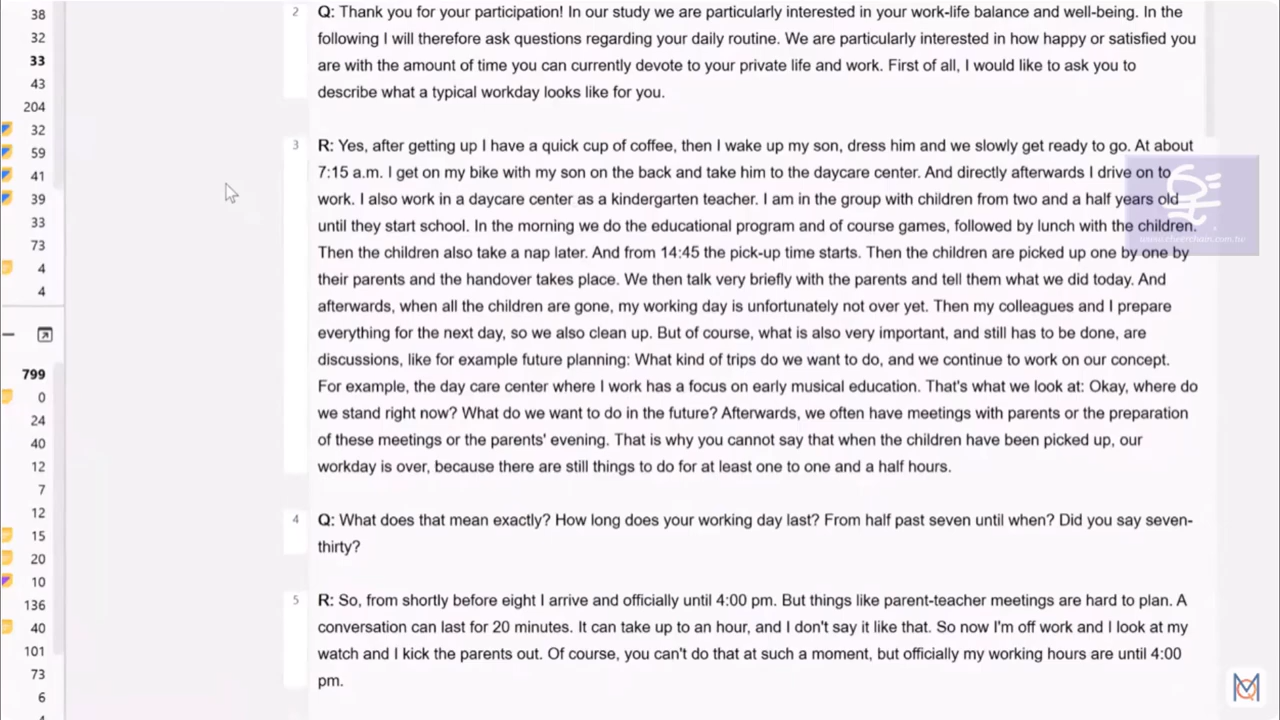 38
32
33
43
204
32
59
41
39
33
73
4
4
799
0
24
40
12
7
12
15
20
10
136
40
101
73
6
2
Q: Thank you for your participation! In our study we are particularly interested in your work-life balance and well-being. In the
following I will therefore ask questions regarding your daily routine. We are particularly interested in how happy or satisfied you
are with the amount of time you can currently devote to your private life and work. First of all, I would like to ask you to
describe what a typical workday looks like for you.
3
R: Yes, after getting up I have a quick cup of coffee, then I wake up my son, dress him and we slowly get ready to go. At about
7:15 a.m. I get on my bike with my son on the back and take him to the daycare center. And directly afterwards I drive on to
work. I also work in a daycare center as a kindergarten teacher. I am in the group with children from two and a half years old
until they start school. In the morning we do the educational program and of course games, followed by lunch with the children.
Then the children also take a nap later. And from 14:45 the pick-up time starts. Then the children are picked up one by one by
their parents and the handover takes place. We then talk very briefly with the parents and tell them what we did today. And
afterwards, when all the children are gone, my working day is unfortunately not over yet. Then my colleagues and I prepare
everything for the next day, so we also clean up. But of course, what is also very important, and still has to be done, are
discussions, like for example future planning: What kind of trips do we want to do, and we continue to work on our concept.
For example, the day care center where I work has a focus on early musical education. That's what we look at: Okay, where do
we stand right now? What do we want to do in the future? Afterwards, we often have meetings with parents or the preparation
of these meetings or the parents' evening. That is why you cannot say that when the children have been picked up, our
workday is over, because there are still things to do for at least one to one and a half hours.
4
Q: What does that mean exactly? How long does your working day last? From half past seven until when? Did you say seven-
thirty?
5
R: So, from shortly before eight I arrive and officially until 4:00 pm. But things like parent-teacher meetings are hard to plan. A
conversation can last for 20 minutes. It can take up to an hour, and I don't say it like that. So now I'm off work and I look at my
watch and I kick the parents out. Of course, you can't do that at such a moment, but officially my working hours are until 4:00
pm.
www.cheerchain.com.tw